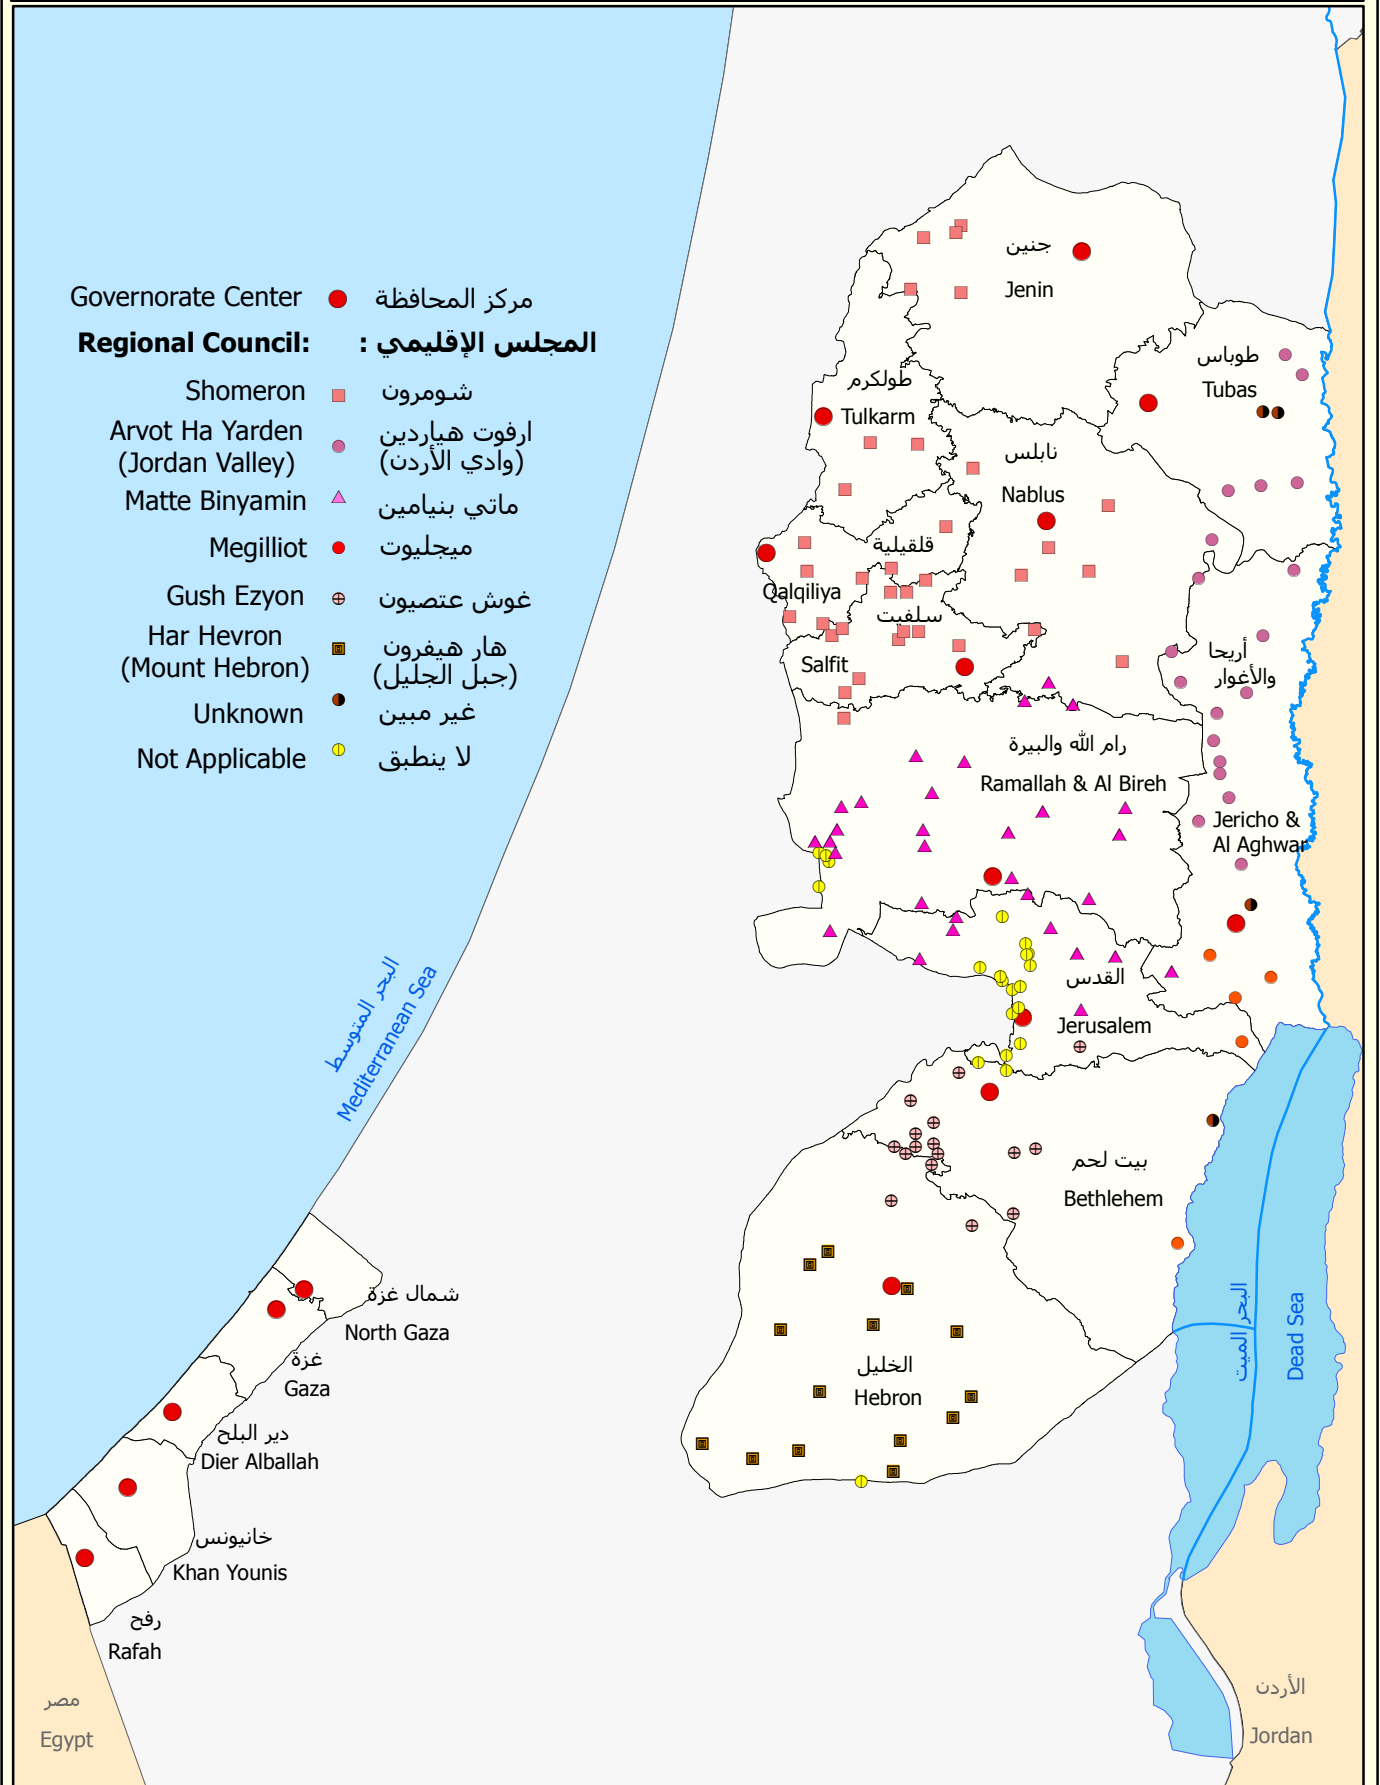 Governorate Center مركز المحافظة
Regional Council: المجلس الإقليمي :
Shomeron شومرون
Arvot Ha Yarden ارفوت هياردين
(Jordan Valley) (وادي الأردن)
Matte Binyamin ماتي بنيامين
Megilliot ميجليوت
Gush Ezyon غوش عتصيون
Har Hevron هار هيفرون
(Mount Hebron) (جبل الجليل)
Unknown غير مبين
Not Applicable لا ينطبق
جنين
Jenin
طوباس
Tubas
طولكرم
Tulkarm
نابلس
Nablus
قلقيلية
Qalqiliya
سلفيت
Salfit
أريحا
والأغوار
Jericho &
Al Aghwar
رام الله والبيرة
Ramallah & Al Bireh
القدس
Jerusalem
بيت لحم
Bethlehem
الخليل
Hebron
البحر المتوسط
Mediterranean Sea
البحر الميت
Dead Sea
شمال غزة
North Gaza
غزة
Gaza
دير البلح
Dier Alballah
خانيونس
Khan Younis
رفح
Rafah
مصر
Egypt
الأردن
Jordan